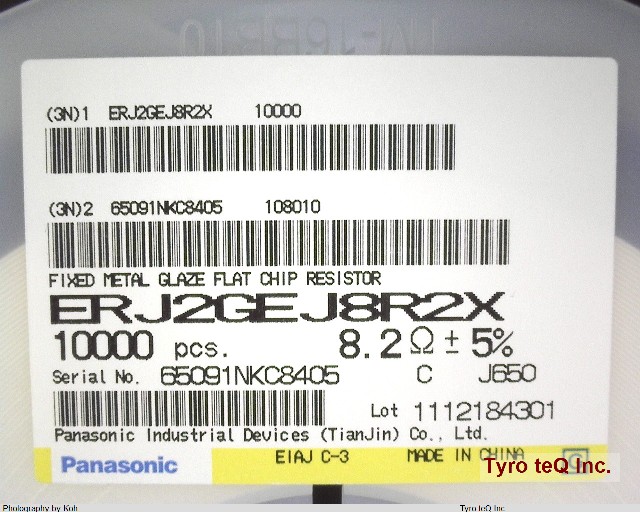 (3N)1 ERJ2GEJ8R2X 10000
(3N)2 65091NKC8405 108010
FIXED METAL GLAZE FLAT CHIP RESISTOR
ERJ2GEJ8R2X
10000 pcs. 8.2 Ω ± 5%
Serial No. 65091NKC8405 C J650
Lot 1112184301
Panasonic Industrial Devices (TianJin) Co., Ltd.
Panasonic EIAJ C-3 MADE IN CHINA
Tyro teQ Inc.
Photography by Koh Tyro teQ Inc